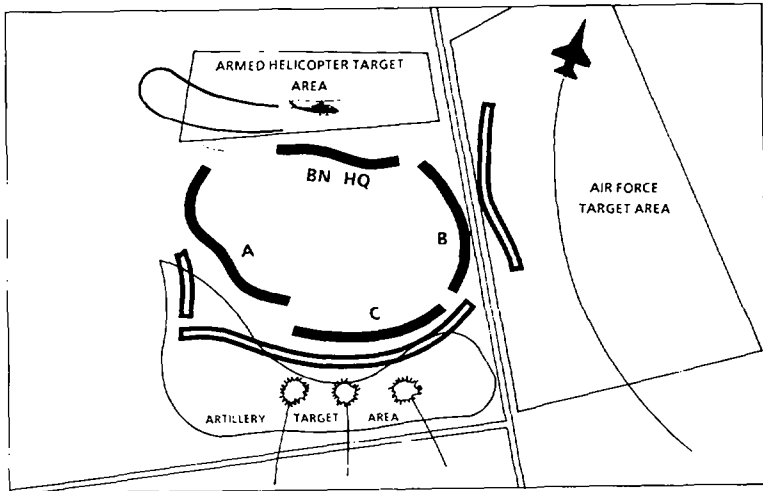 ARMED HELICOPTER TARGET
AREA
BN HQ
AIR FORCE
TARGET AREA
A
B
C
ARTILLERY TARGET AREA